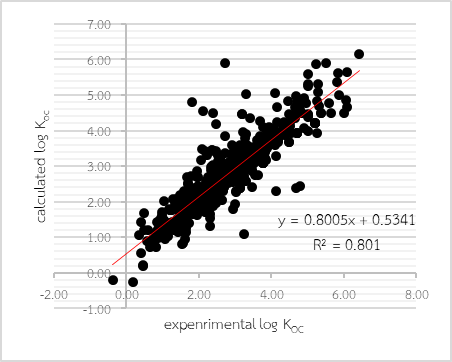 7.00
6.00
5.00
4.00
3.00
2.00
1.00
0.00
-1.00
-2.00 0.00 2.00 4.00 6.00 8.00
calculated log Koc
y = 0.8005x + 0.5341
R² = 0.801
expenrimental log KOC